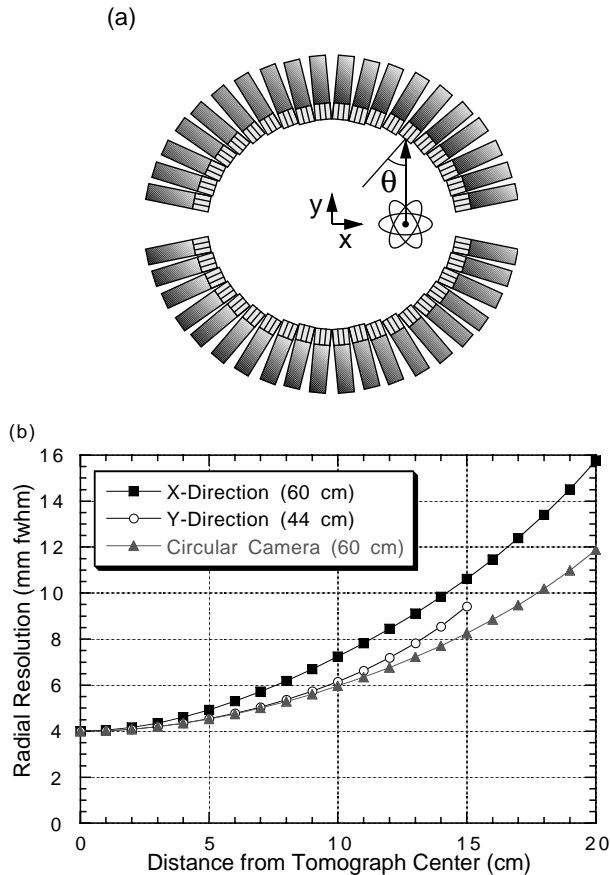 (a)
θ
y
x
(b)
16
14
12
10
8
6
4
2
0
Radial Resolution (mm fwhm)
X-Direction (60 cm)
Y-Direction (44 cm)
Circular Camera (60 cm)
0 5 10 15 20
Distance from Tomograph Center (cm)